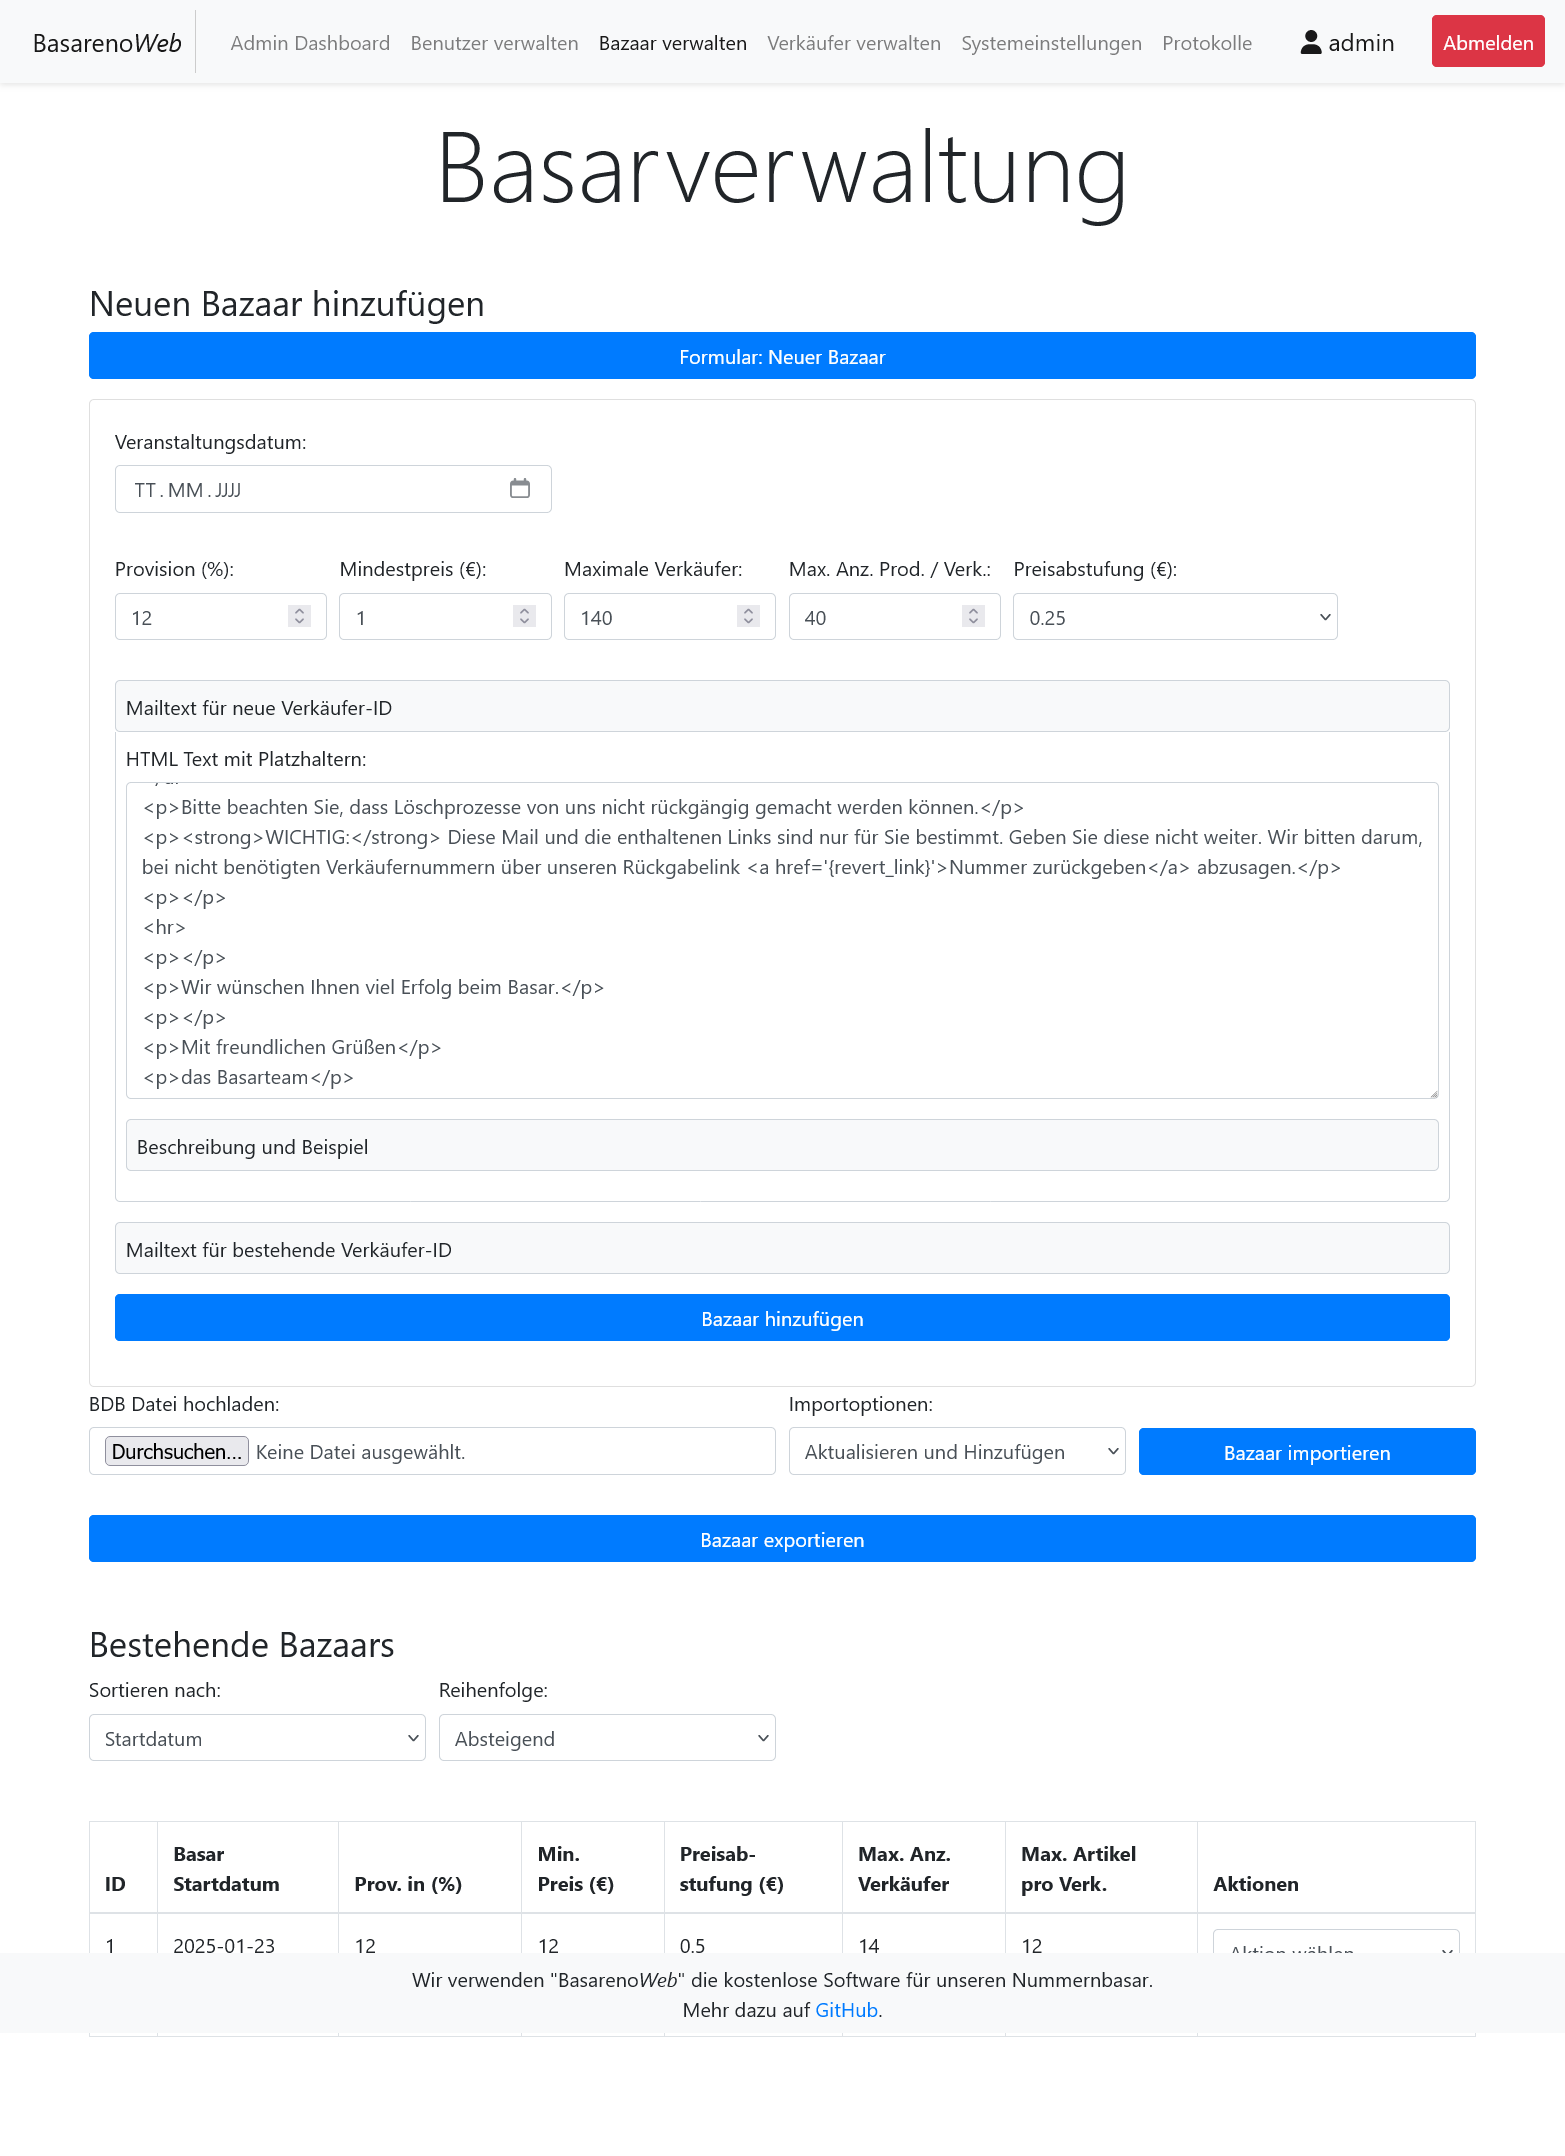 BasarenoWeb
Admin Dashboard Benutzer verwalten Bazaar verwalten Verkäufer verwalten Systemeinstellungen Protokolle admin Abmelden
Basarverwaltung
Neuen Bazaar hinzufügen
Formular: Neuer Bazaar
Veranstaltungsdatum:
TT.MM.JJJJ
Provision (%): Mindestpreis (€): Maximale Verkäufer: Max. Anz. Prod. / Verk.: Preisabstufung (€):
12 1 140 40 0.25
Mailtext für neue Verkäufer-ID
HTML Text mit Platzhaltern:
<p>Bitte beachten Sie, dass Löschprozesse von uns nicht rückgängig gemacht werden können.</p>
<p><strong>WICHTIG:</strong> Diese Mail und die enthaltenen Links sind nur für Sie bestimmt. Geben Sie diese nicht weiter. Wir bitten darum,
bei nicht benötigten Verkäufernummern über unseren Rückgabelink <a href='{revert_link}'>Nummer zurückgeben</a> abzusagen.</p>
<p></p>
<hr>
<p></p>
<p>Wir wünschen Ihnen viel Erfolg beim Basar.</p>
<p></p>
<p>Mit freundlichen Grüßen</p>
<p>das Basarteam</p>
Beschreibung und Beispiel
Mailtext für bestehende Verkäufer-ID
Bazaar hinzufügen
BDB Datei hochladen: Importoptionen:
Durchsuchen... Keine Datei ausgewählt. Aktualisieren und Hinzufügen Bazaar importieren
Bazaar exportieren
Bestehende Bazaars
Sortieren nach: Reihenfolge:
Startdatum Absteigend
ID Basar Startdatum Prov. in (%) Min. Preis (€) Preisab-stufung (€) Max. Anz. Verkäufer Max. Artikel pro Verk. Aktionen
1 2025-01-23 12 12 0.5 14 12 Aktion wählen
Wir verwenden "BasarenoWeb" die kostenlose Software für unseren Nummernbasar.
Mehr dazu auf GitHub.